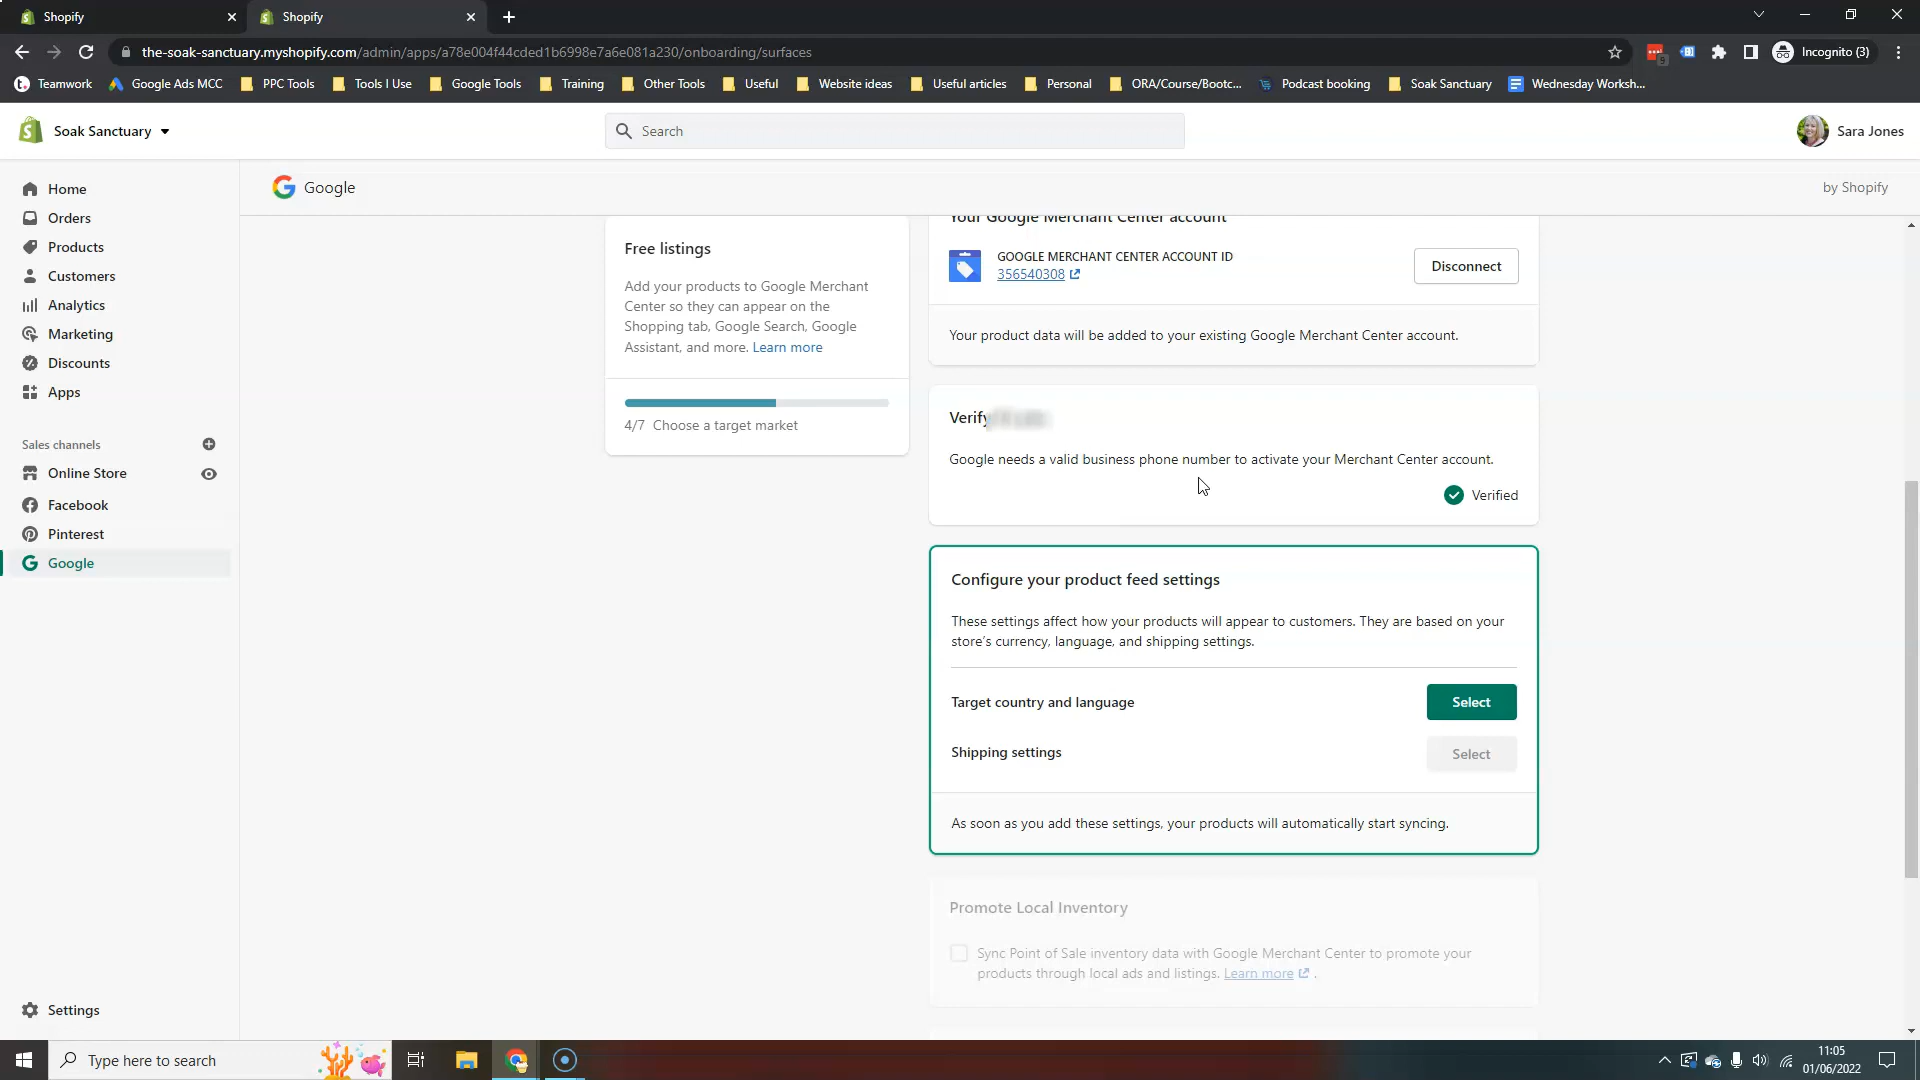 Shopify
Shopify
the-soak-sanctuary.myshopify.com/admin/apps/a78e004f44cded1b6998e7a6e081a230/onboarding/surfaces
Incognito (3)
Teamwork
Google Ads MCC
PPC Tools
Tools I Use
Google Tools
Training
Other Tools
Useful
Website ideas
Useful articles
Personal
ORA/Course/Bootc...
Podcast booking
Soak Sanctuary
Wednesday Worksh...
Soak Sanctuary
Search
Sara Jones
Home
Orders
Products
Customers
Analytics
Marketing
Discounts
Apps
Sales channels
Online Store
Facebook
Pinterest
Google
Settings
Google
by Shopify
Free listings
Add your products to Google Merchant
Center so they can appear on the
Shopping tab, Google Search, Google
Assistant, and more. Learn more
4/7 Choose a target market
Your Google Merchant Center account
GOOGLE MERCHANT CENTER ACCOUNT ID
356540308
Disconnect
Your product data will be added to your existing Google Merchant Center account.
Verify
Google needs a valid business phone number to activate your Merchant Center account.
Verified
Configure your product feed settings
These settings affect how your products will appear to customers. They are based on your
store's currency, language, and shipping settings.
Target country and language
Select
Shipping settings
Select
As soon as you add these settings, your products will automatically start syncing.
Promote Local Inventory
Sync Point of Sale inventory data with Google Merchant Center to promote your
products through local ads and listings. Learn more .
Type here to search
11:05
01/06/2022